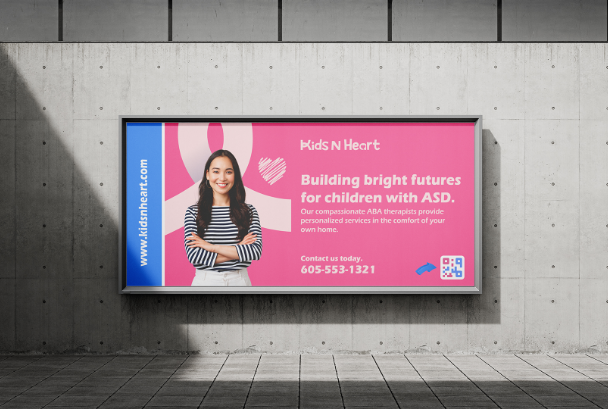 www.kidsnheart.com
Kids N Heart
Building bright futures
for children with ASD.
Our compassionate ABA therapists provide
personalized services in the comfort of your
own home.
Contact us today.
605-553-1321